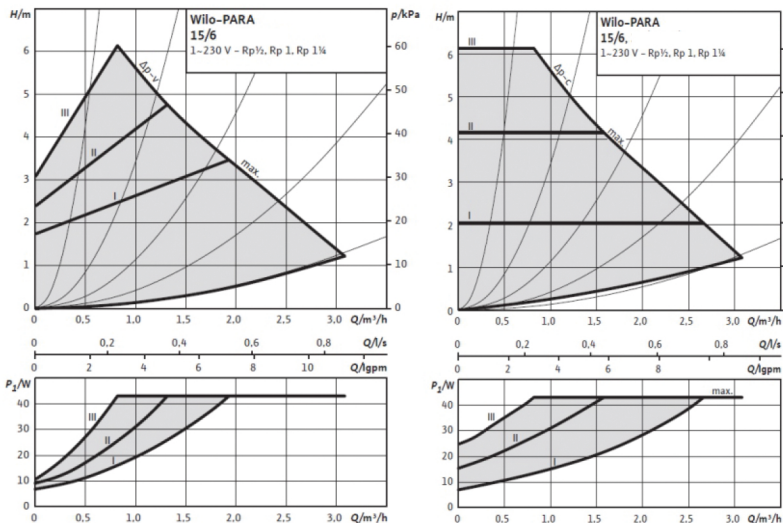 H/m
p/kPa
Wilo-PARA
15/6
1~230 V - Rp½, Rp 1, Rp 1¼
Δp-v
III
II
I
max.
6
5
4
3
2
1
0
60
50
40
30
20
10
0
0 0,5 1,0 1,5 2,0 2,5 3,0 Q/m³/h
0 0,2 0,4 0,6 0,8 Q/l/s
0 2 4 6 8 10 Q/Igpm
P₁/W
40
30
20
10
0
III
II
I
0 0,5 1,0 1,5 2,0 2,5 3,0 Q/m³/h
H/m
Wilo-PARA
15/6,
1~230 V - Rp½, Rp 1, Rp 1¼
Δp-c
III
II
I
max.
6
5
4
3
2
1
0
0 0,5 1,0 1,5 2,0 2,5 3,0 Q/m³/h
0,2 0,4 0,6 0,8 Q/l/s
0 2 4 6 8 Q/Igpm
P₁/W
max.
40
30
20
10
0
III
II
I
0 0,5 1,0 1,5 2,0 2,5 3,0 Q/m³/h